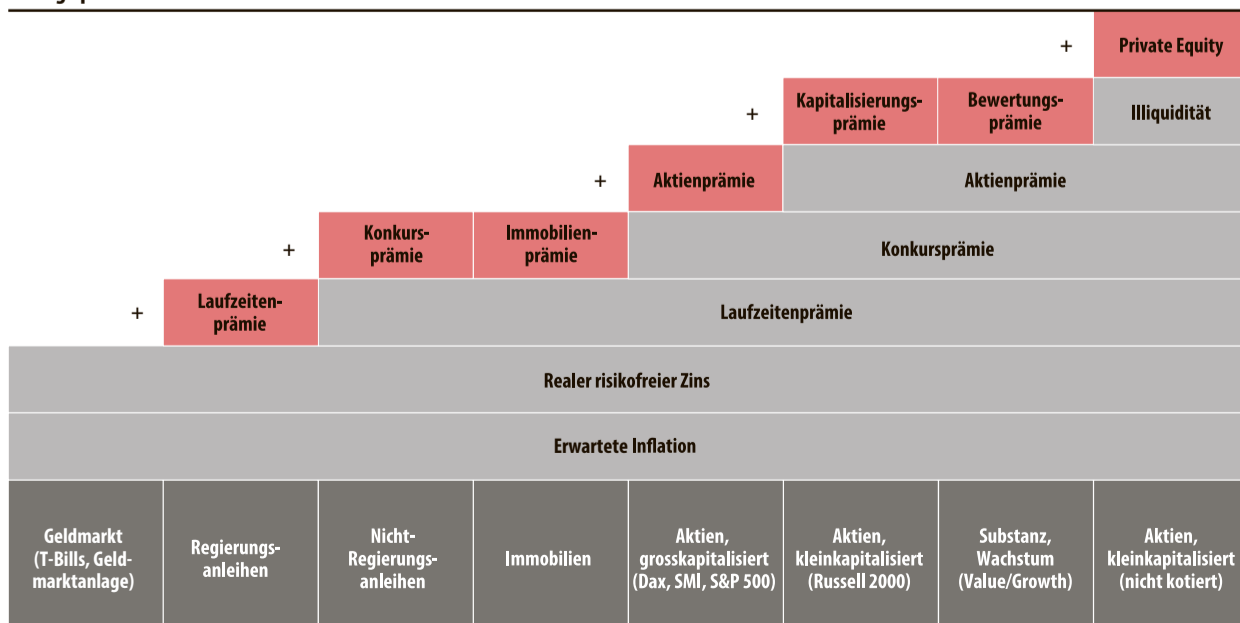 + Private Equity
+ Kapitalisierungs-
prämie
Bewertungs-
prämie
Illiquidität
+ Aktienprämie
Aktienprämie
+ Konkurs-
prämie
Immobilien-
prämie
Konkursprämie
+ Laufzeiten-
prämie
Laufzeitenprämie
Realer risikofreier Zins
Erwartete Inflation
Geldmarkt
(T-Bills, Geld-
marktanlage)
Regierungs-
anleihen
Nicht-
Regierungs-
anleihen
Immobilien
Aktien,
grosskapitalisiert
(Dax, SMI, S&P 500)
Aktien,
kleinkapitalisiert
(Russell 2000)
Substanz,
Wachstum
(Value/Growth)
Aktien,
kleinkapitalisiert
(nicht kotiert)